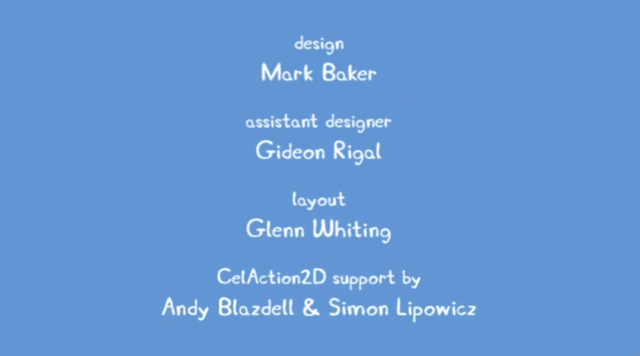 design
Mark Baker
assistant designer
Gideon Rigal
layout
Glenn Whiting
CelAction2D support by
Andy Blazdell & Simon Lipowicz